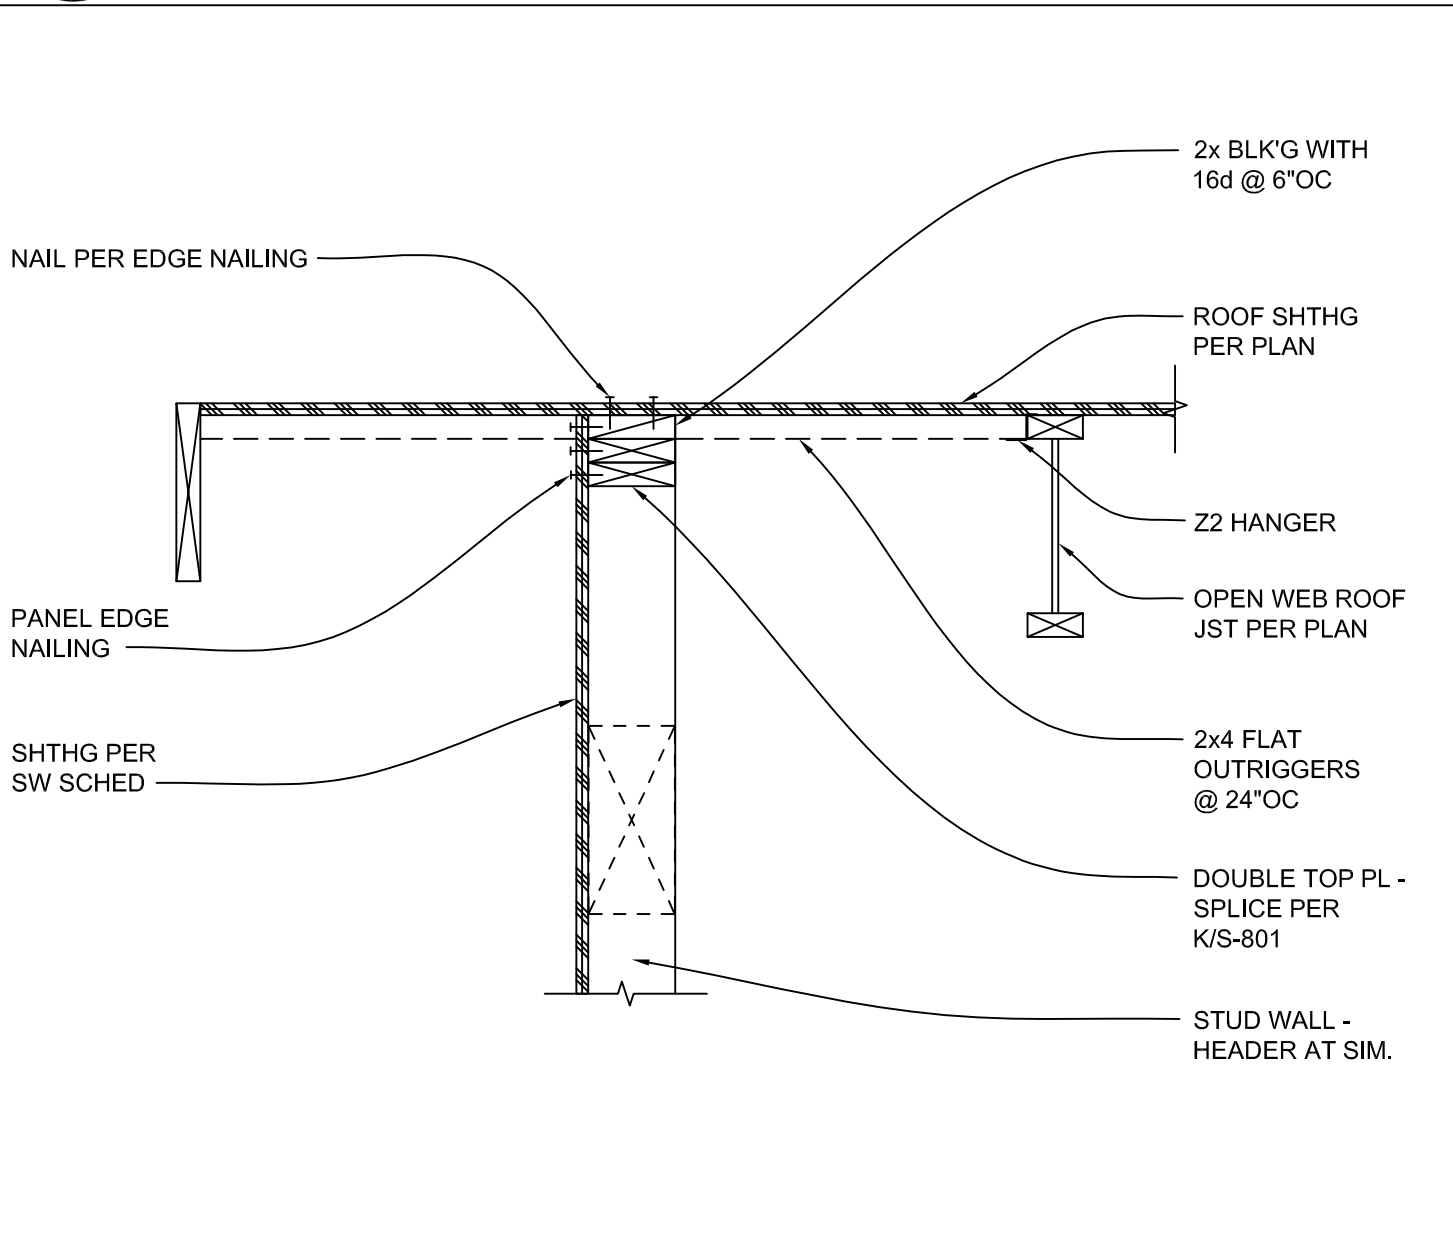 2x BLK'G WITH
16d @ 6"OC
NAIL PER EDGE NAILING
ROOF SHTHG
PER PLAN
Z2 HANGER
OPEN WEB ROOF
JST PER PLAN
PANEL EDGE
NAILING
SHTHG PER
SW SCHED
2x4 FLAT
OUTRIGGERS
@ 24"OC
DOUBLE TOP PL -
SPLICE PER
K/S-801
STUD WALL -
HEADER AT SIM.